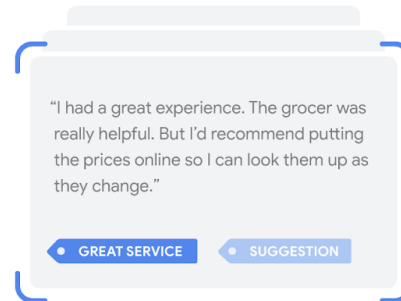 “I had a great experience. The grocer was
really helpful. But I’d recommend putting
the prices online so I can look them up as
they change.”
GREAT SERVICE
SUGGESTION